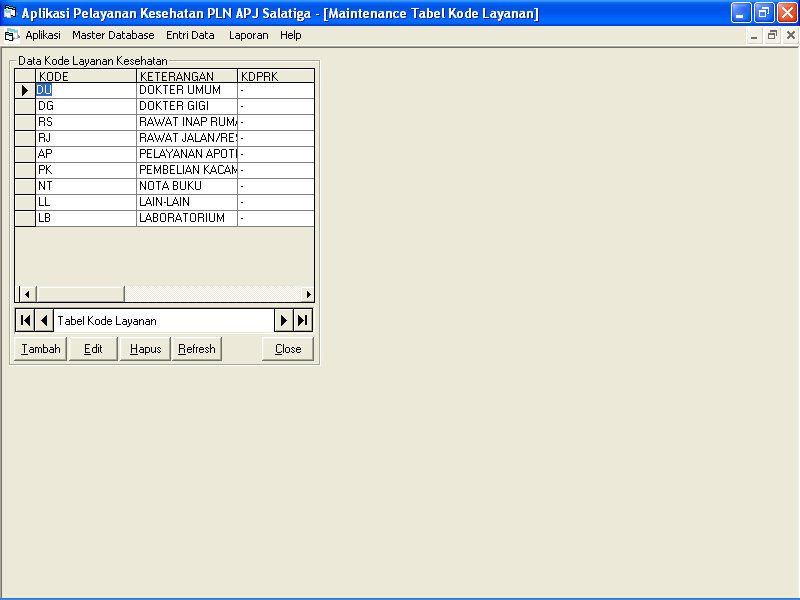 Aplikasi Pelayanan Kesehatan PLN APJ Salatiga - [Maintenance Tabel Kode Layanan]
Aplikasi Master Database Entri Data Laporan Help
Data Kode Layanan Kesehatan
KODE KETERANGAN KDPRK
DU DOKTER UMUM -
DG DOKTER GIGI -
RS RAWAT INAP RUMA -
RJ RAWAT JALAN/RES -
AP PELAYANAN APOTI -
PK PEMBELIAN KACAM -
NT NOTA BUKU -
LL LAIN-LAIN -
LB LABORATORIUM -
Tabel Kode Layanan
Tambah Edit Hapus Refresh Close